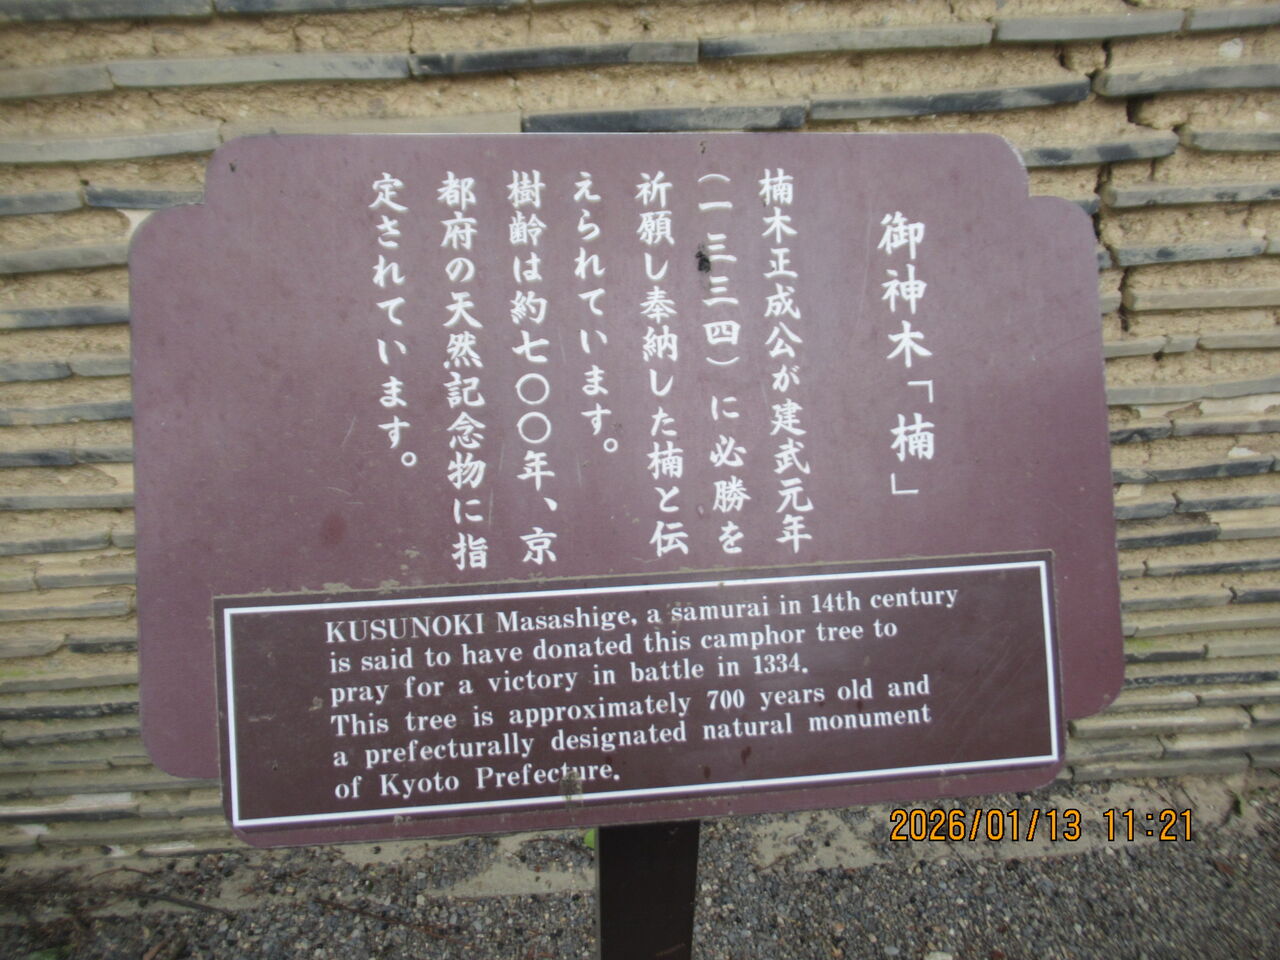 御神木「楠」
楠木正成公が建武元年
（一三三四）に必勝を
祈願し奉納した楠と伝
えられています。
樹齢は約七〇〇年、京
都府の天然記念物に指
定されています。
KUSUNOKI Masashige, a samurai in 14th century
is said to have donated this camphor tree to
pray for a victory in battle in 1334.
This tree is approximately 700 years old and
a prefecturally designated natural monument
of Kyoto Prefecture.
2026/01/13 11:21